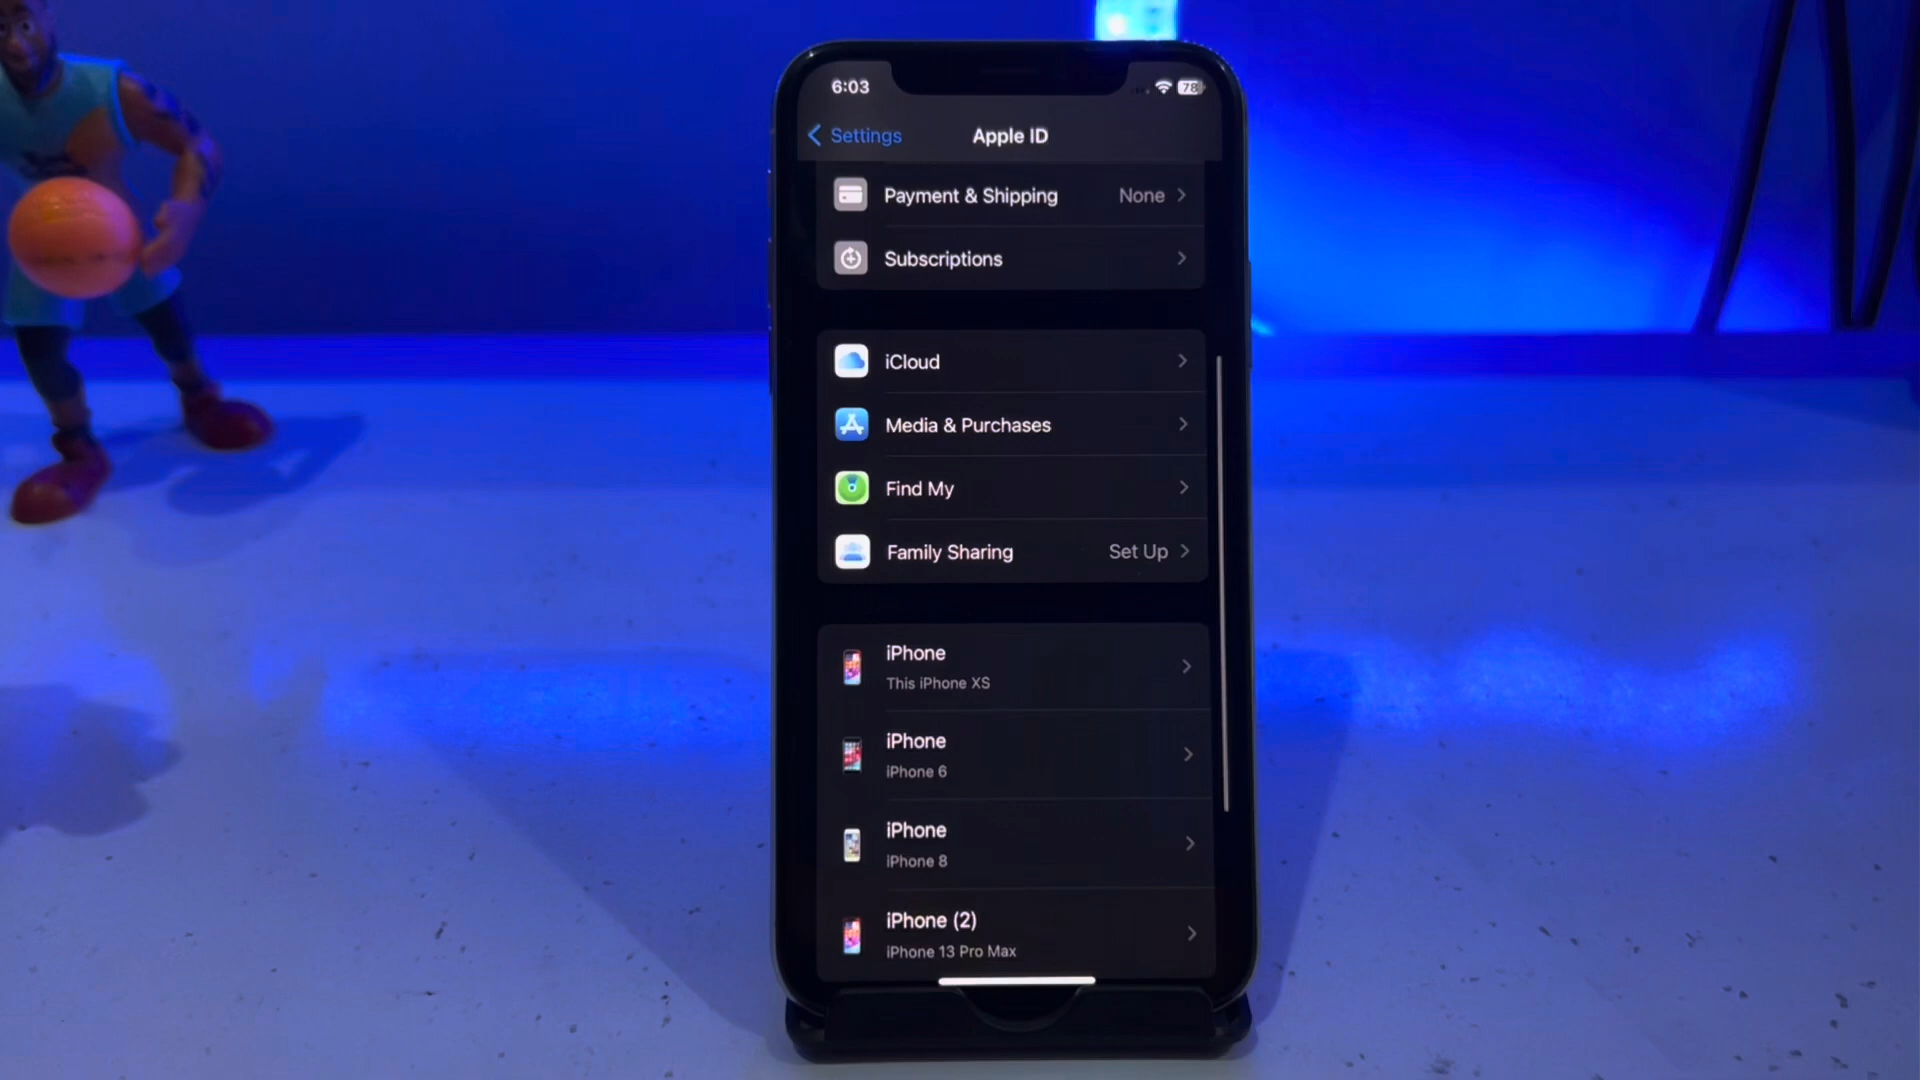 6:03
78
Settings
Apple ID
Payment & Shipping
None
Subscriptions
iCloud
Media & Purchases
Find My
Family Sharing
Set Up
iPhone
This iPhone XS
iPhone
iPhone 6
iPhone
iPhone 8
iPhone (2)
iPhone 13 Pro Max